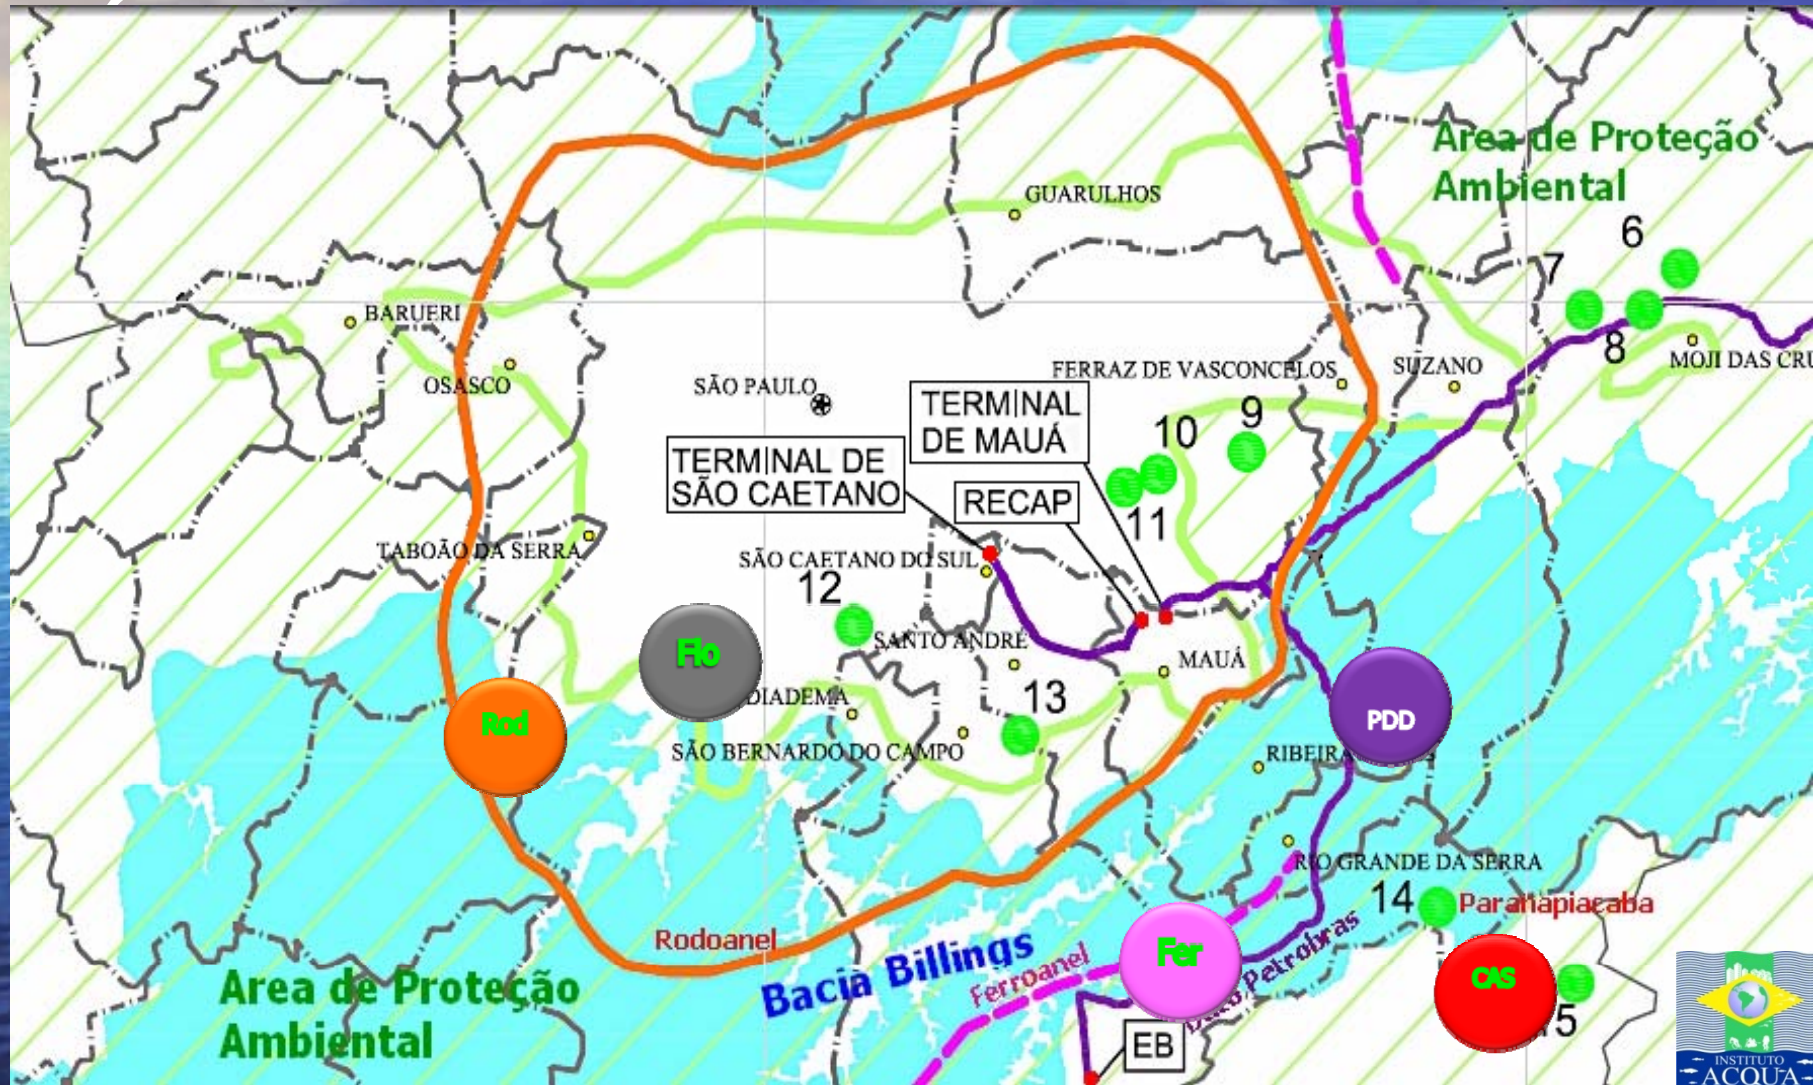 Area de Proteção
Ambiental
GUARULHOS
6
7
BARUERI
8
MOJI DAS CRU
FERRAZ DE VASCONCELOS
SUZANO
OSASCO
SÃO PAULO
TERMINAL
DE MAUÁ
9
10
TERMINAL DE
SÃO CAETANO
RECAP
11
TABOÃO DA SERRA
SÃO CAETANO DO SUL
12
SANTO ANDRÉ
Flo
MAUÁ
DIADEMA
13
Rod
PDD
SÃO BERNARDO DO CAMPO
RIBEIRA
RIO GRANDE DA SERRA
14
Paranapiacaba
Rodoanel
Bacia Billings
Ferroanel
Fer
Petrobras
CAS
Area de Proteção
Ambiental
5
EB
INSTITUTO
ACQUA